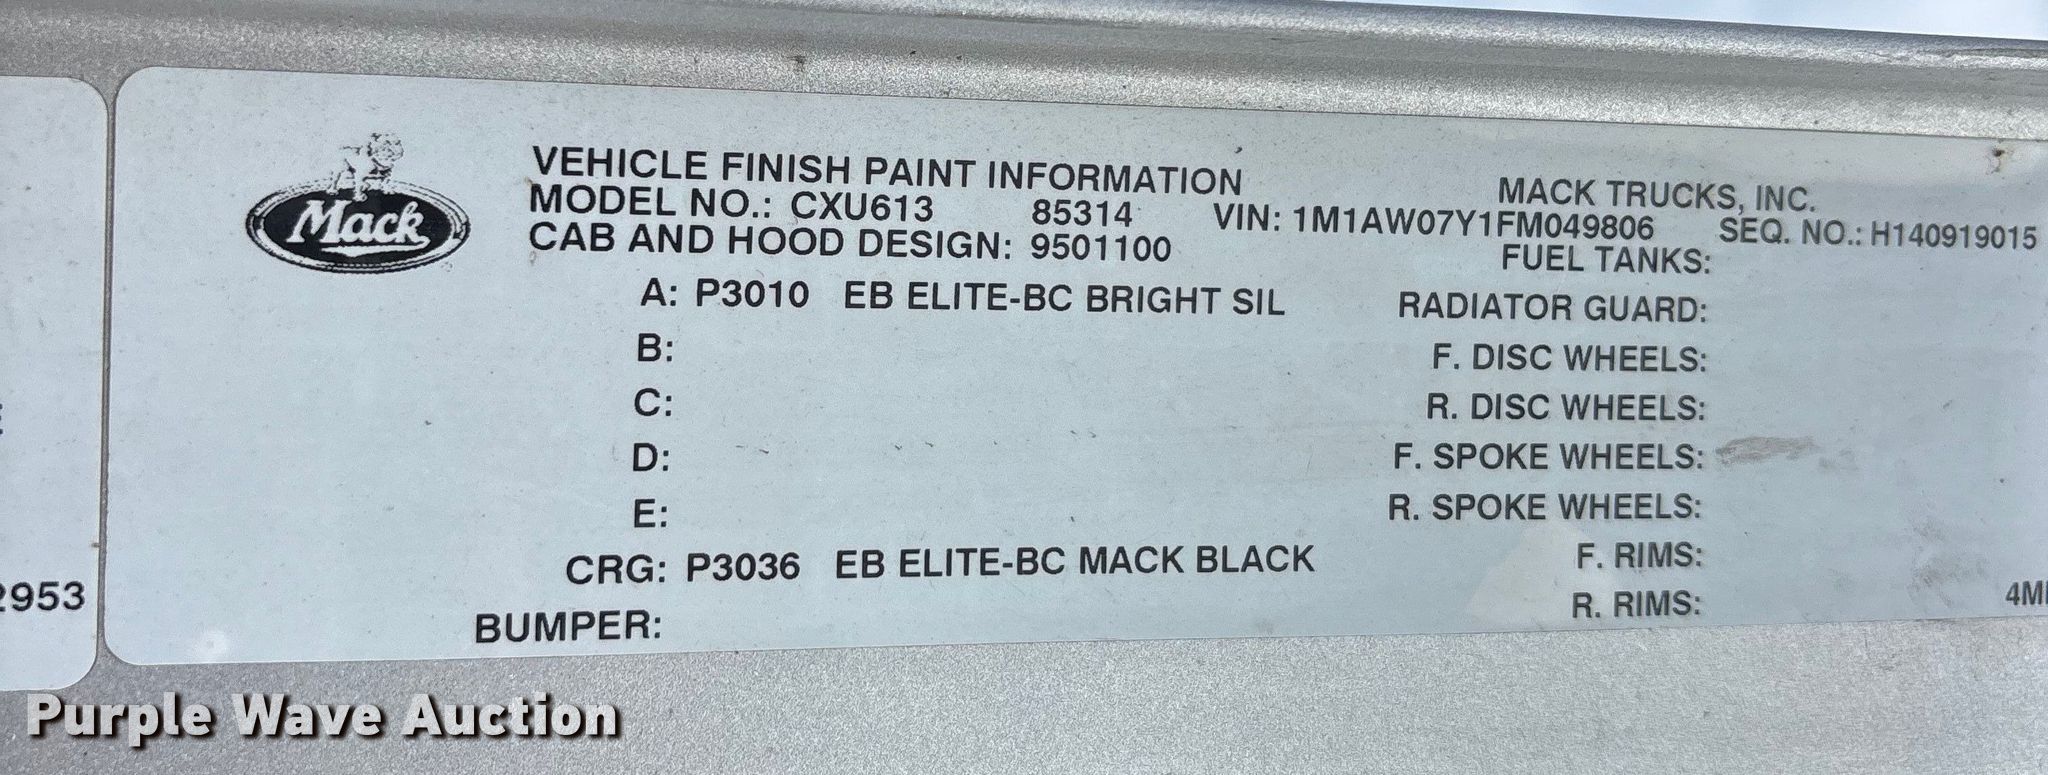 Mack
VEHICLE FINISH PAINT INFORMATION MACK TRUCKS, INC.
MODEL NO.: CXU613 85314 VIN: 1M1AW07Y1FM049806 SEQ. NO.: H140919015
CAB AND HOOD DESIGN: 9501100 FUEL TANKS:
A: P3010 EB ELITE-BC BRIGHT SIL RADIATOR GUARD:
B: F. DISC WHEELS:
C: R. DISC WHEELS:
D: F. SPOKE WHEELS:
E: R. SPOKE WHEELS:
CRG: P3036 EB ELITE-BC MACK BLACK F. RIMS:
BUMPER: R. RIMS:
2953
Purple Wave Auction